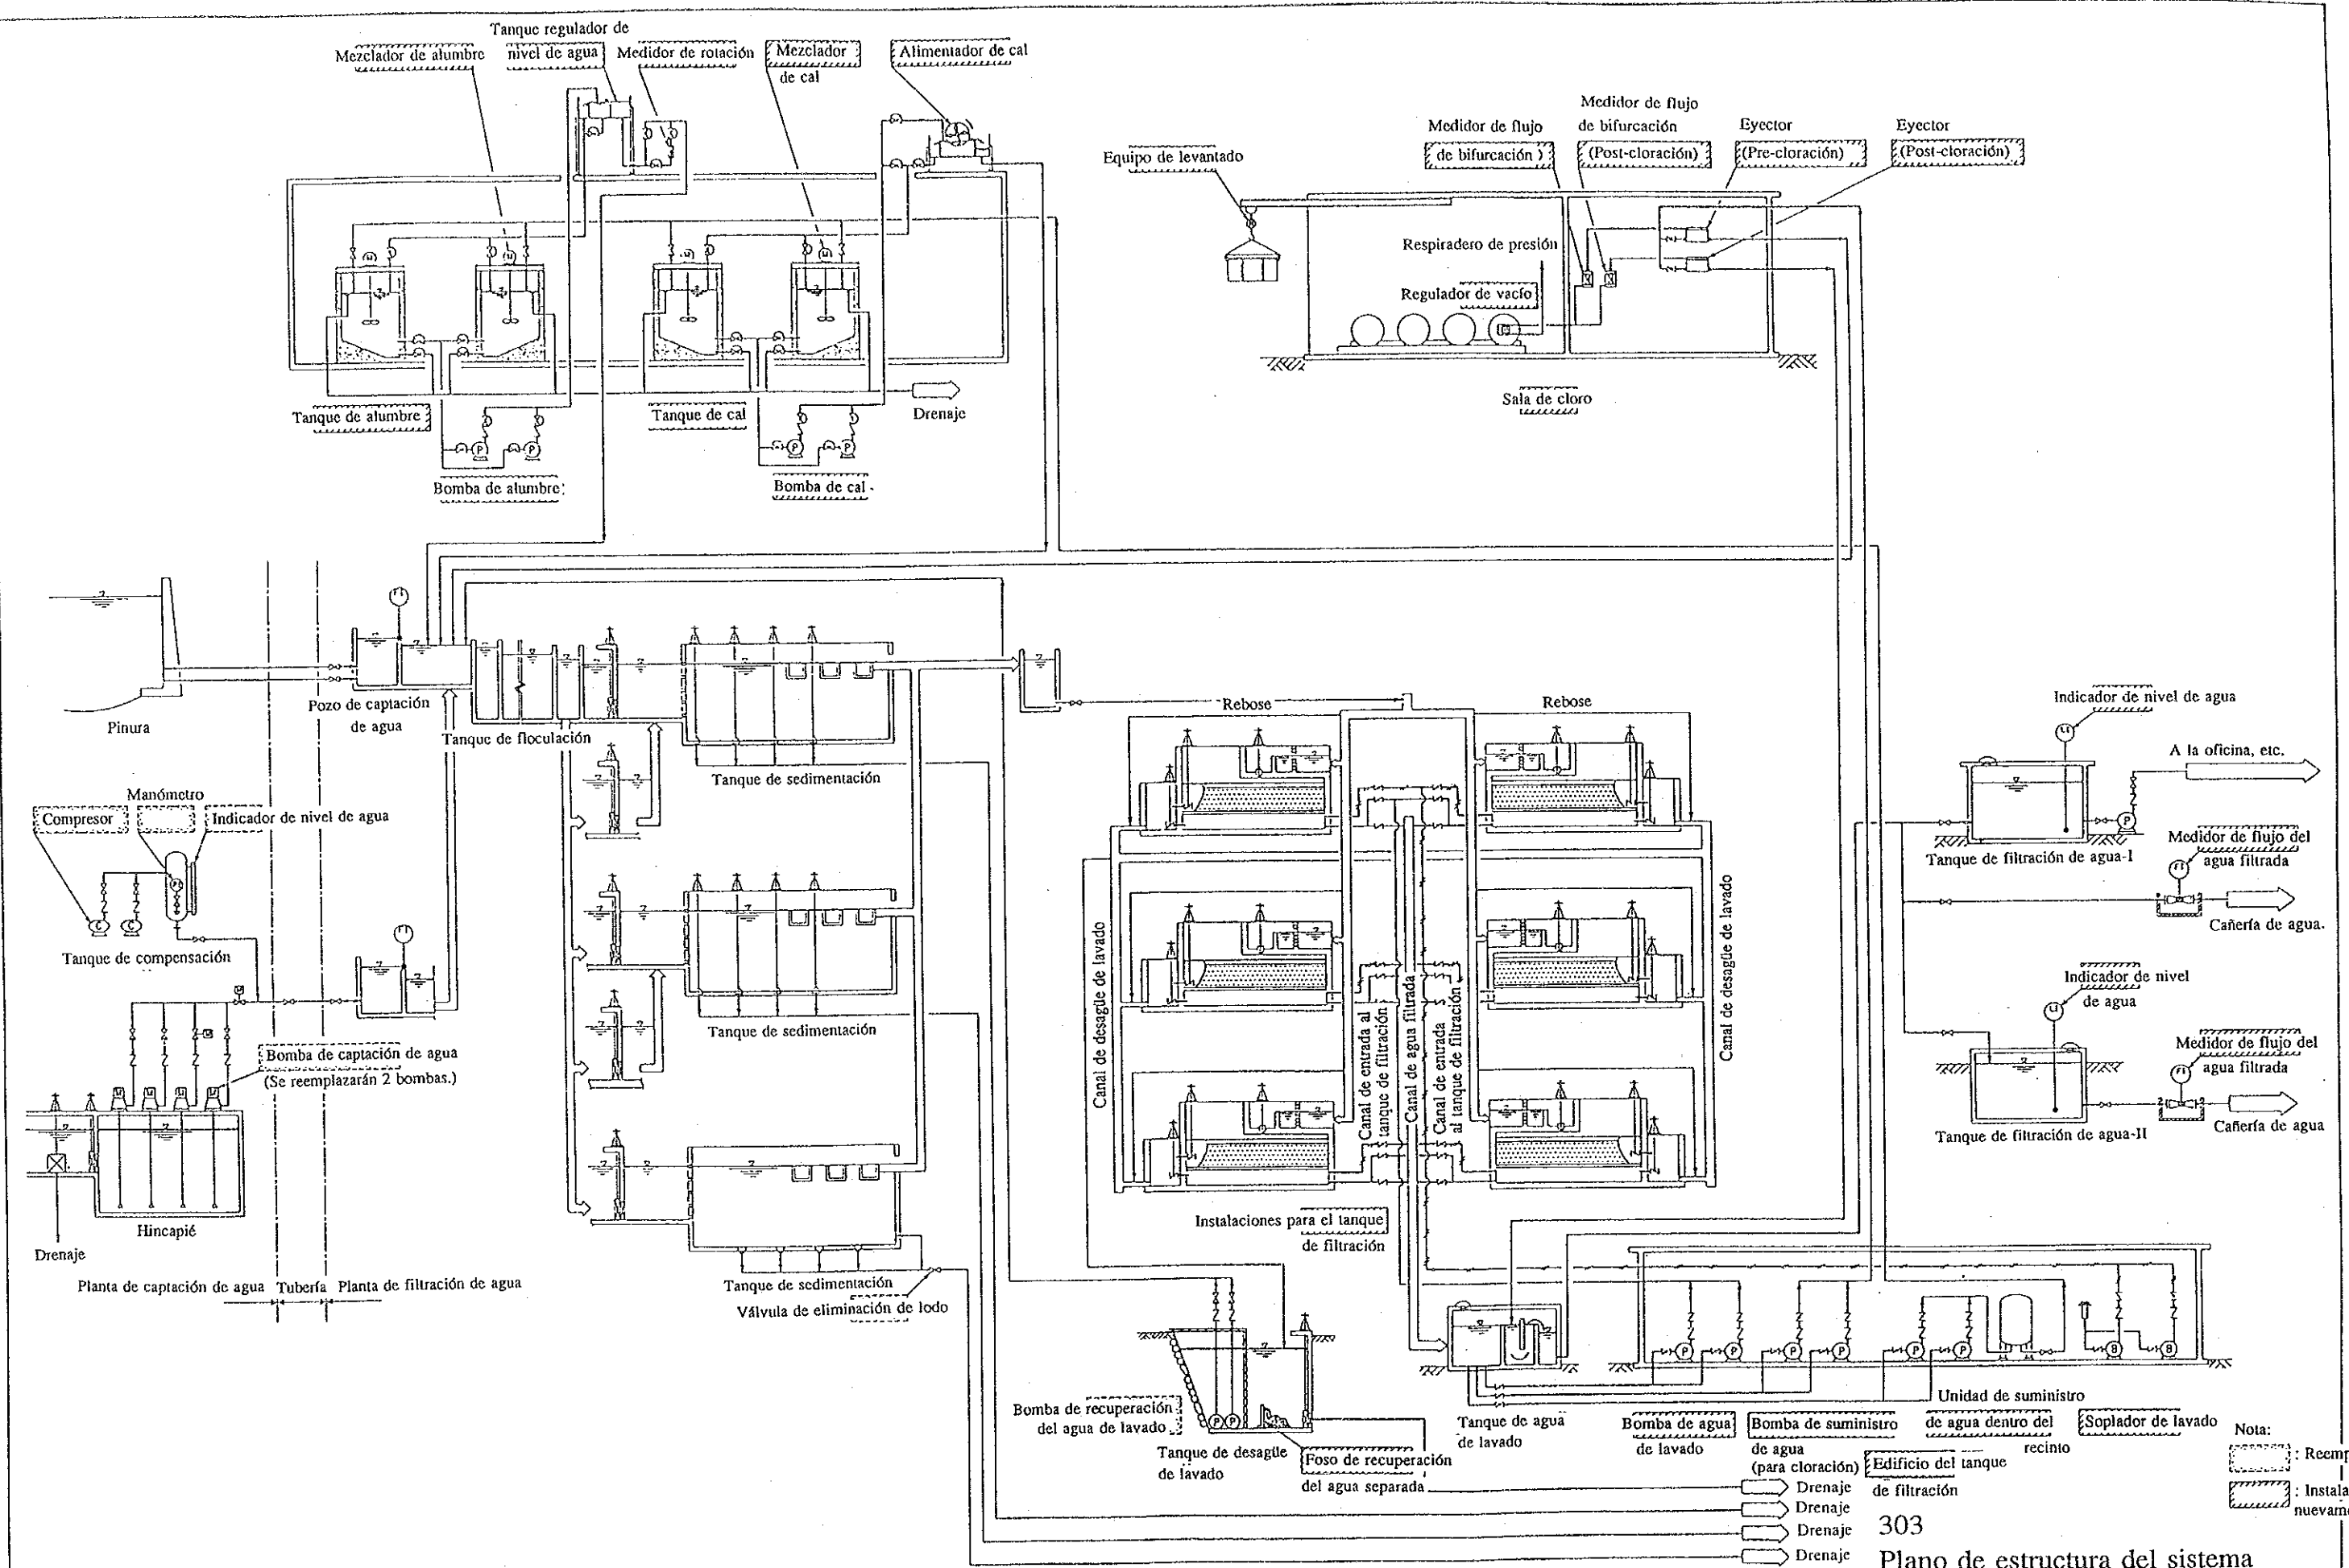 Tanque regulador de
nivel de agua
Mezclador de alumbre
Medidor de rotación
Mezclador
de cal
Alimentador de cal
Tanque de alumbre
Tanque de cal
Drenaje
Bomba de alumbre
Bomba de cal
Equipo de levantado
Medidor de flujo
de bifurcación )
Medidor de flujo
de bifurcación
(Post-cloración)
Eyector
(Pre-cloración)
Eyector
(Post-cloración)
Respiradero de presión
Regulador de vacío
Sala de cloro
Pinura
Pozo de captación
de agua
Tanque de floculación
Tanque de sedimentación
Manómetro
Compresor
Indicador de nivel de agua
Tanque de compensación
Bomba de captación de agua
(Se reemplazarán 2 bombas.)
Tanque de sedimentación
Hincapié
Drenaje
Planta de captación de agua
Tubería
Planta de filtración de agua
Tanque de sedimentación
Válvula de eliminación de lodo
Rebose
Rebose
Canal de desagüe de lavado
Canal de entrada al
tanque de filtración
Canal de agua filtrada
Canal de entrada
al tanque de filtración
Canal de desagüe de lavado
Instalaciones para el tanque
de filtración
Indicador de nivel de agua
A la oficina, etc.
Tanque de filtración de agua-I
Medidor de flujo del
agua filtrada
Cañería de agua.
Indicador de nivel
de agua
Medidor de flujo del
agua filtrada
Tanque de filtración de agua-II
Cañería de agua
Bomba de recuperación
del agua de lavado
Tanque de desagüe
de lavado
Foso de recuperación
del agua separada
Tanque de agua
de lavado
Bomba de agua
de lavado
Bomba de suministro
de agua
(para cloración)
Unidad de suministro
de agua dentro del
recinto
Soplador de lavado
Edificio del tanque
de filtración
Nota:
: Reemp
: Instala
nuevam
Drenaje
Drenaje
Drenaje
Drenaje
303
Plano de estructura del sistema